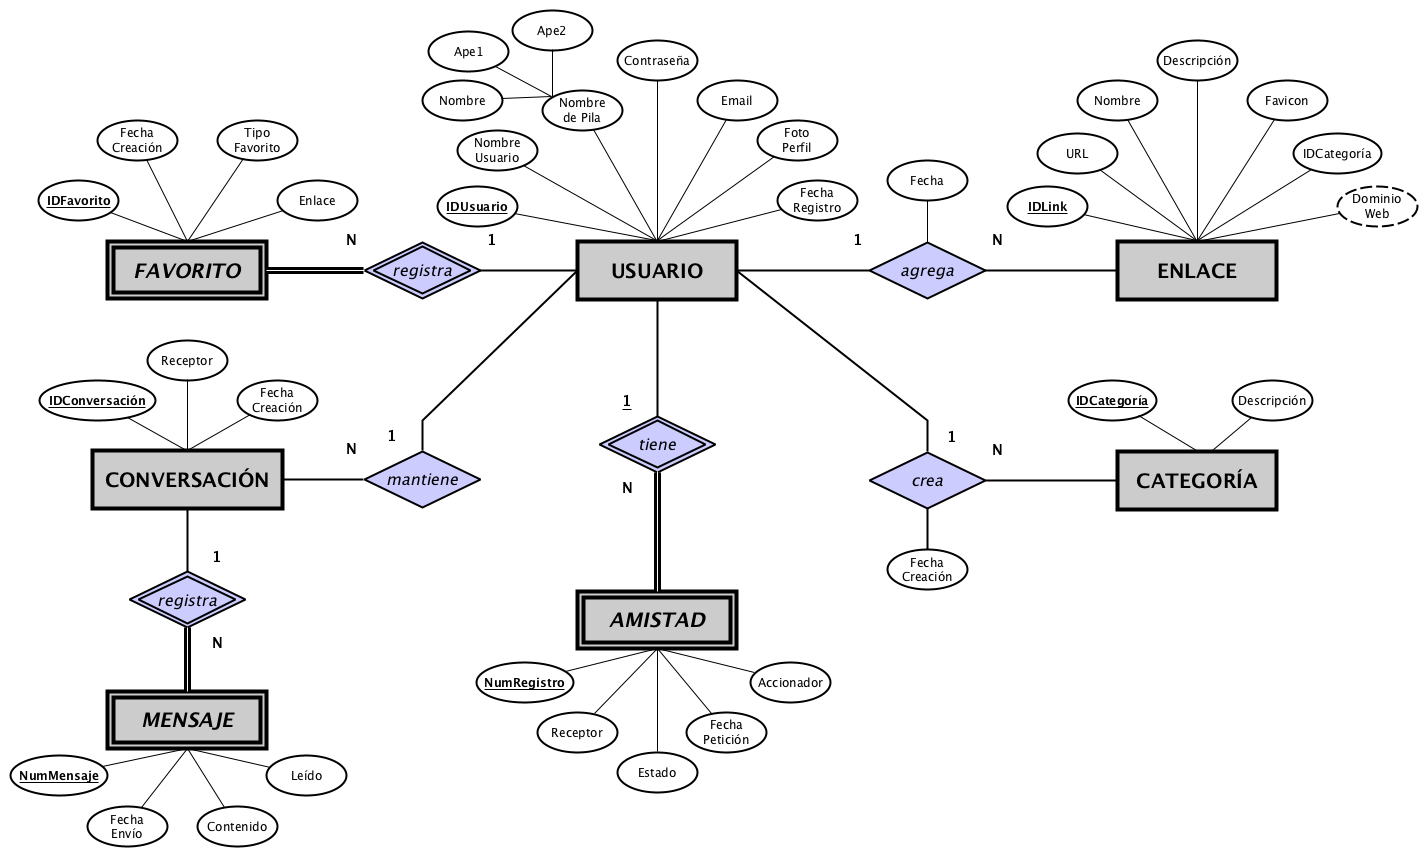 Ape2
Ape1
Contraseña
Descripción
Nombre
Nombre
de Pila
Email
Nombre
Favicon
Fecha
Creación
Tipo
Favorito
Nombre
Usuario
Foto
Perfil
URL
IDCategoría
IDFavorito
Enlace
IDUsuario
Fecha
Registro
Fecha
IDLink
Dominio
Web
N
1
1
N
FAVORITO
registra
USUARIO
agrega
ENLACE
Receptor
IDConversación
Fecha
Creación
1
IDCategoría
Descripción
N
1
tiene
1
N
CONVERSACIÓN
mantiene
N
crea
CATEGORÍA
1
Fecha
Creación
registra
N
AMISTAD
NumRegistro
Accionador
MENSAJE
Receptor
Fecha
Petición
NumMensaje
Leído
Estado
Fecha
Envío
Contenido